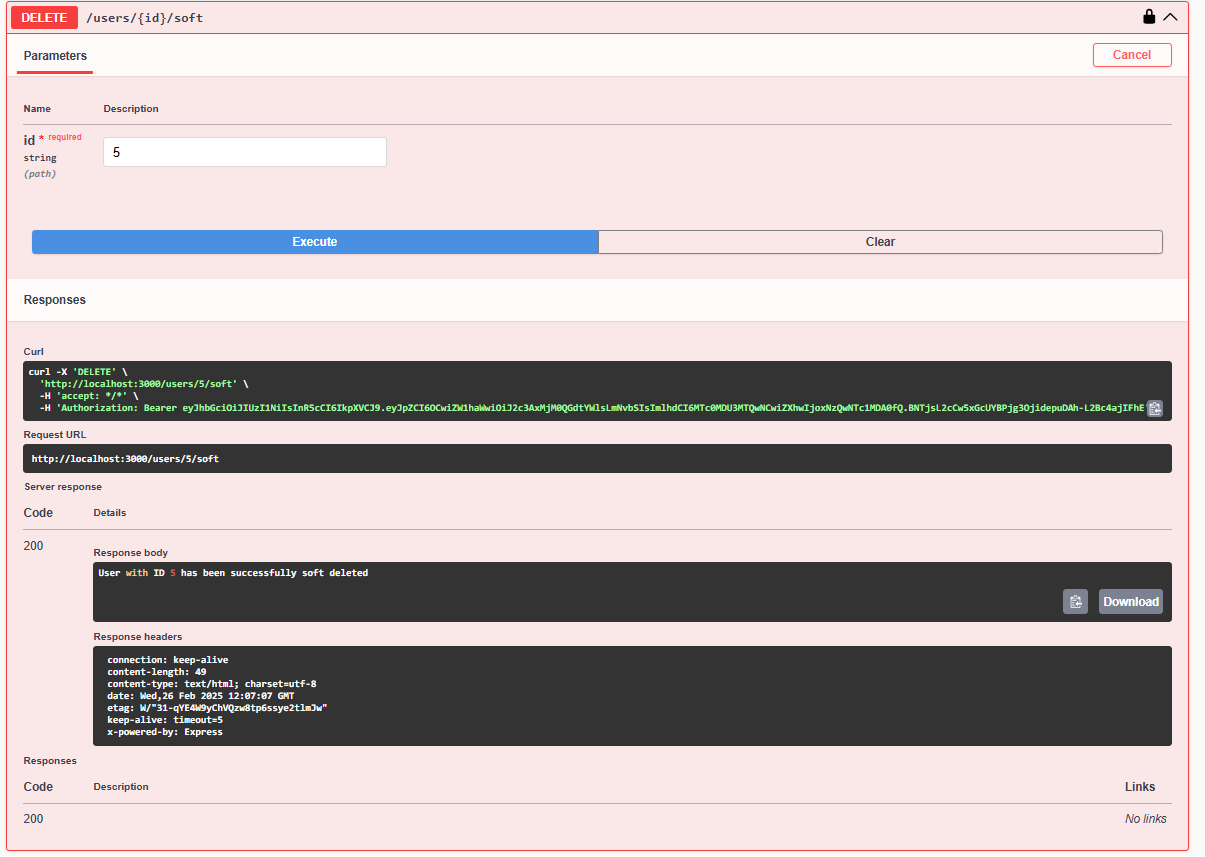 DELETE /users/{id}/soft
Parameters
Cancel
Name Description
id * required
string
(path)
5
Execute
Clear
Responses
Curl
curl -X 'DELETE' \
'http://localhost:3000/users/5/soft' \
-H 'accept: */*' \
-H 'Authorization: Bearer
Request URL
http://localhost:3000/users/5/soft
Server response
Code Details
200
Response body
User with ID 5 has been successfully soft deleted
Download
Response headers
connection: keep-alive
content-length: 49
content-type: text/html; charset=utf-8
date: Wed,26 Feb 2025 12:07:07 GMT
etag: W/"31-qYE4W9yChVQzw8tp6ssye2tlmJw"
keep-alive: timeout=5
x-powered-by: Express
Responses
Code Description Links
200 No links